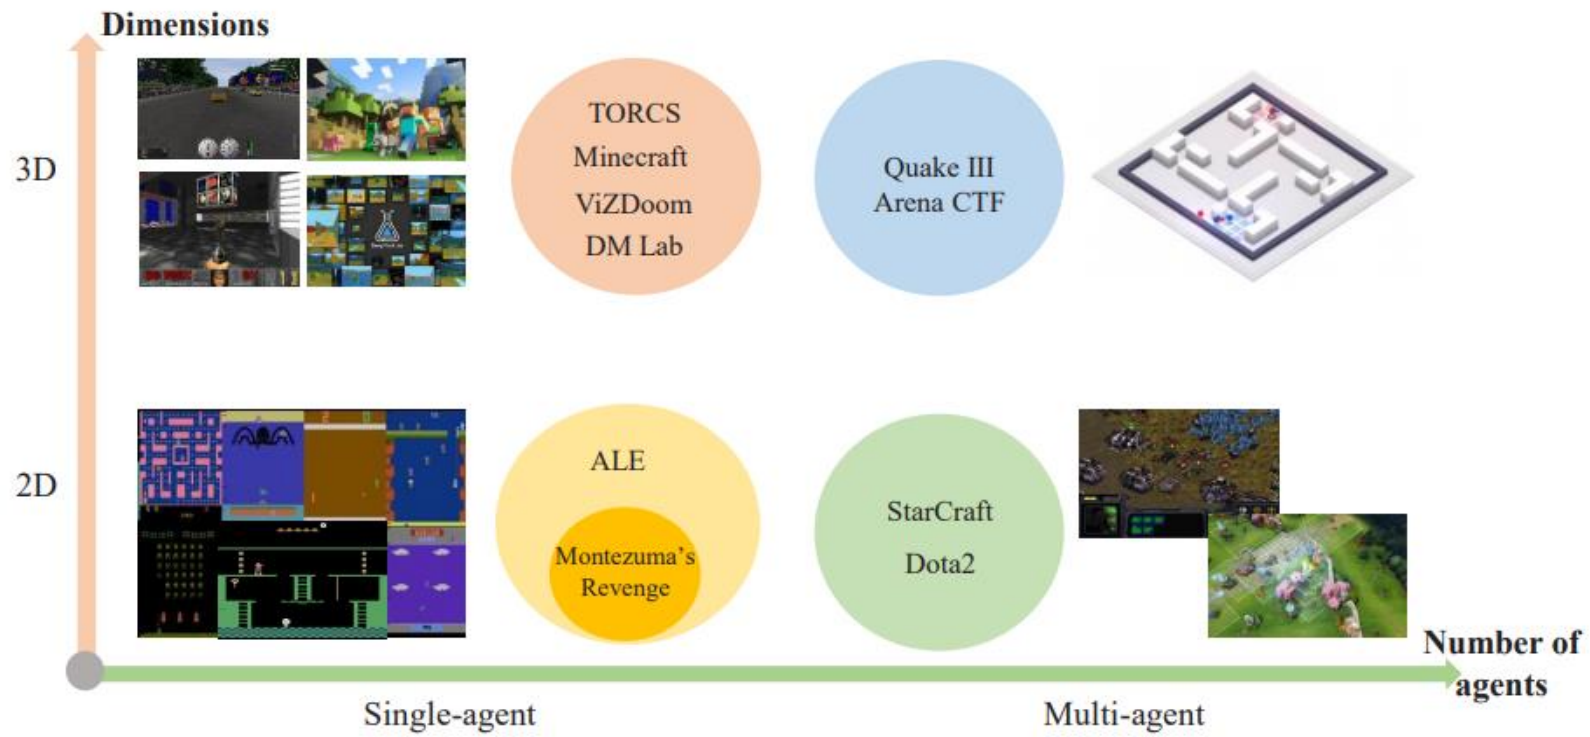 Dimensions
3D
TORCS
Minecraft
ViZDoom
DM Lab
Quake III
Arena CTF
2D
ALE
Montezuma's
Revenge
StarCraft
Dota2
Number of
agents
Single-agent
Multi-agent